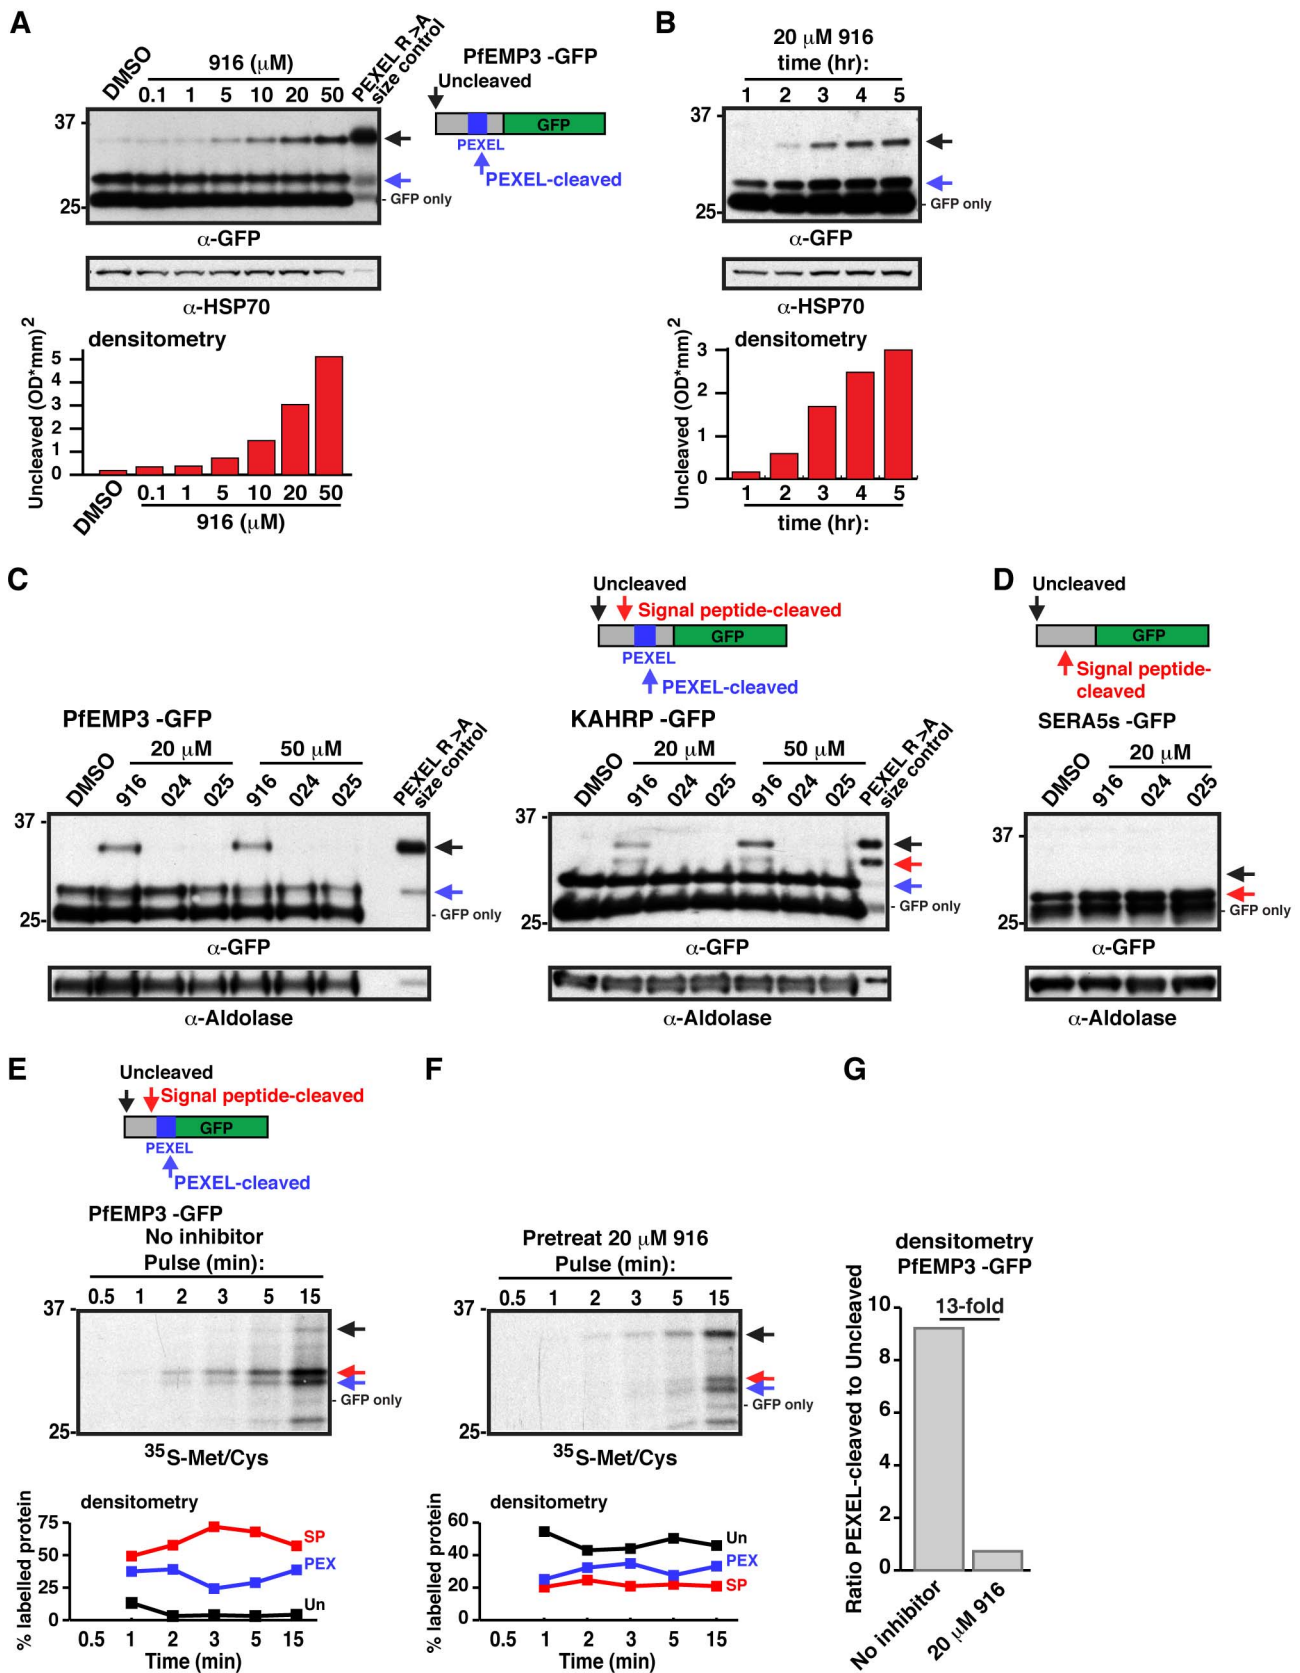 A
DMSO
916 (μM)
0.1 1 5 10 20 50
PEXEL R >A
size control
PfEMP3 -GFP
Uncleaved
GFP
PEXEL
PEXEL-cleaved
37
25
- GFP only
α-GFP
α-HSP70
densitometry
Uncleaved (OD*mm)2
5
4
3
2
1
0
DMSO
0.1 1 5 10 20 50
916 (μM)
B
20 μM 916
time (hr):
1 2 3 4 5
37
25
- GFP only
α-GFP
α-HSP70
densitometry
Uncleaved (OD*mm)2
3
2
1
0
1 2 3 4 5
time (hr):
C
PfEMP3 -GFP
20 μM 50 μM
DMSO 916 024 025 916 024 025
PEXEL R >A
size control
37
25
- GFP only
α-GFP
α-Aldolase
Uncleaved
Signal peptide-cleaved
GFP
PEXEL
PEXEL-cleaved
KAHRP -GFP
20 μM 50 μM
DMSO 916 024 025 916 024 025
PEXEL R >A
size control
37
25
- GFP only
α-GFP
α-Aldolase
D
Uncleaved
GFP
Signal peptide-
cleaved
SERA5s -GFP
20 μM
DMSO 916 024 025
37
25
- GFP only
α-GFP
α-Aldolase
E
Uncleaved
Signal peptide-cleaved
GFP
PEXEL
PEXEL-cleaved
PfEMP3 -GFP
No inhibitor
Pulse (min):
0.5 1 2 3 5 15
37
25
- GFP only
35S-Met/Cys
densitometry
% labelled protein
75
50
25
0
SP
PEX
Un
0.5 1 2 3 5 15
Time (min)
F
Pretreat 20 μM 916
Pulse (min):
0.5 1 2 3 5 15
37
25
- GFP only
35S-Met/Cys
densitometry
% labelled protein
60
40
20
0
Un
PEX
SP
0.5 1 2 3 5 15
Time (min)
G
densitometry
PfEMP3 -GFP
Ratio PEXEL-cleaved to Uncleaved
10
8
6
4
2
0
13-fold
No inhibitor
20 μM 916